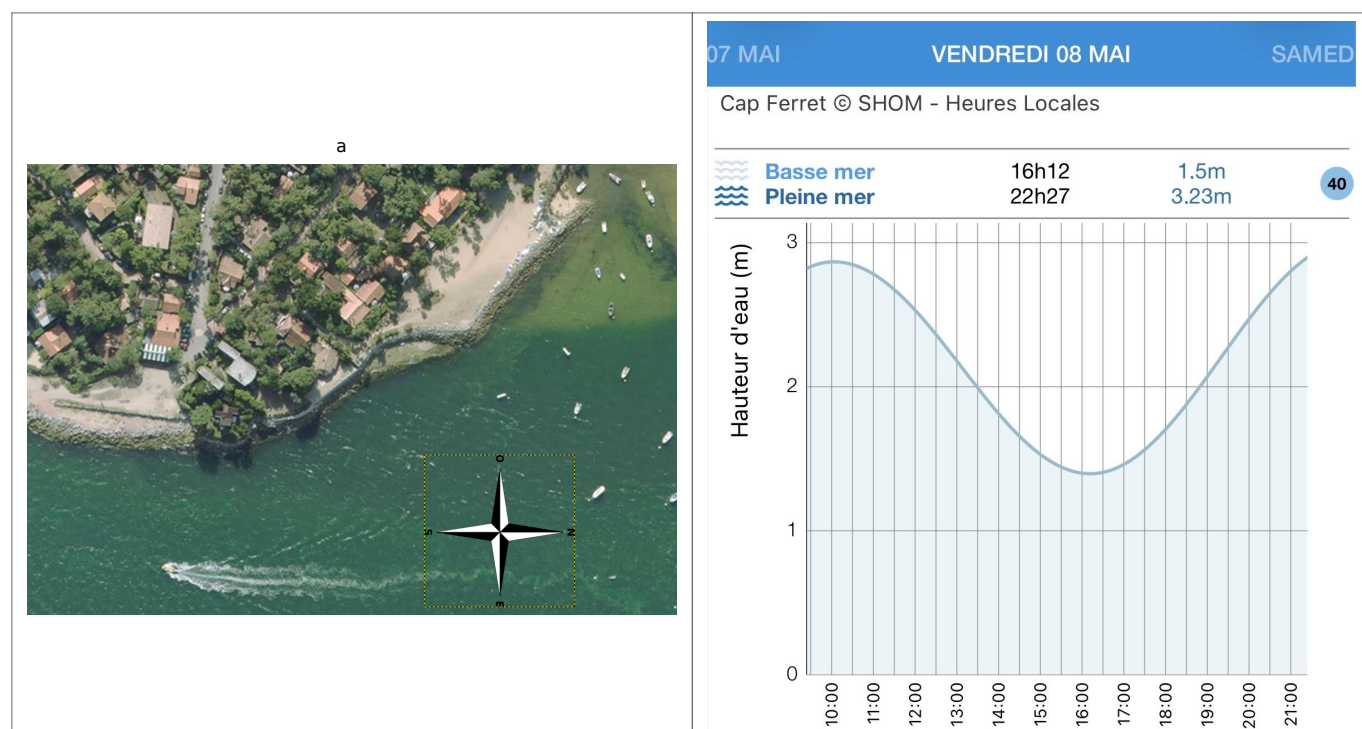 a
O
S
N
E
07 MAI VENDREDI 08 MAI SAMED
Cap Ferret © SHOM - Heures Locales
Basse mer 16h12 1.5m
Pleine mer 22h27 3.23m
40
Hauteur d'eau (m)
3
2
1
0
10:00 11:00 12:00 13:00 14:00 15:00 16:00 17:00 18:00 19:00 20:00 21:00